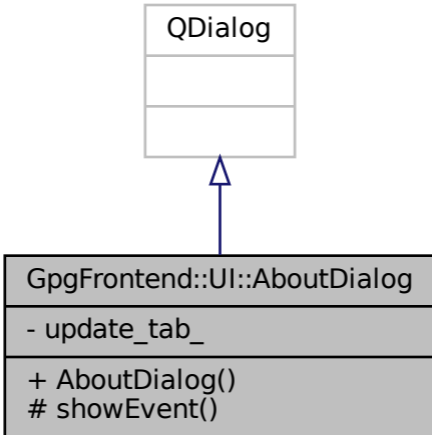 QDialog
GpgFrontend::UI::AboutDialog
- update_tab_
+ AboutDialog()
# showEvent()